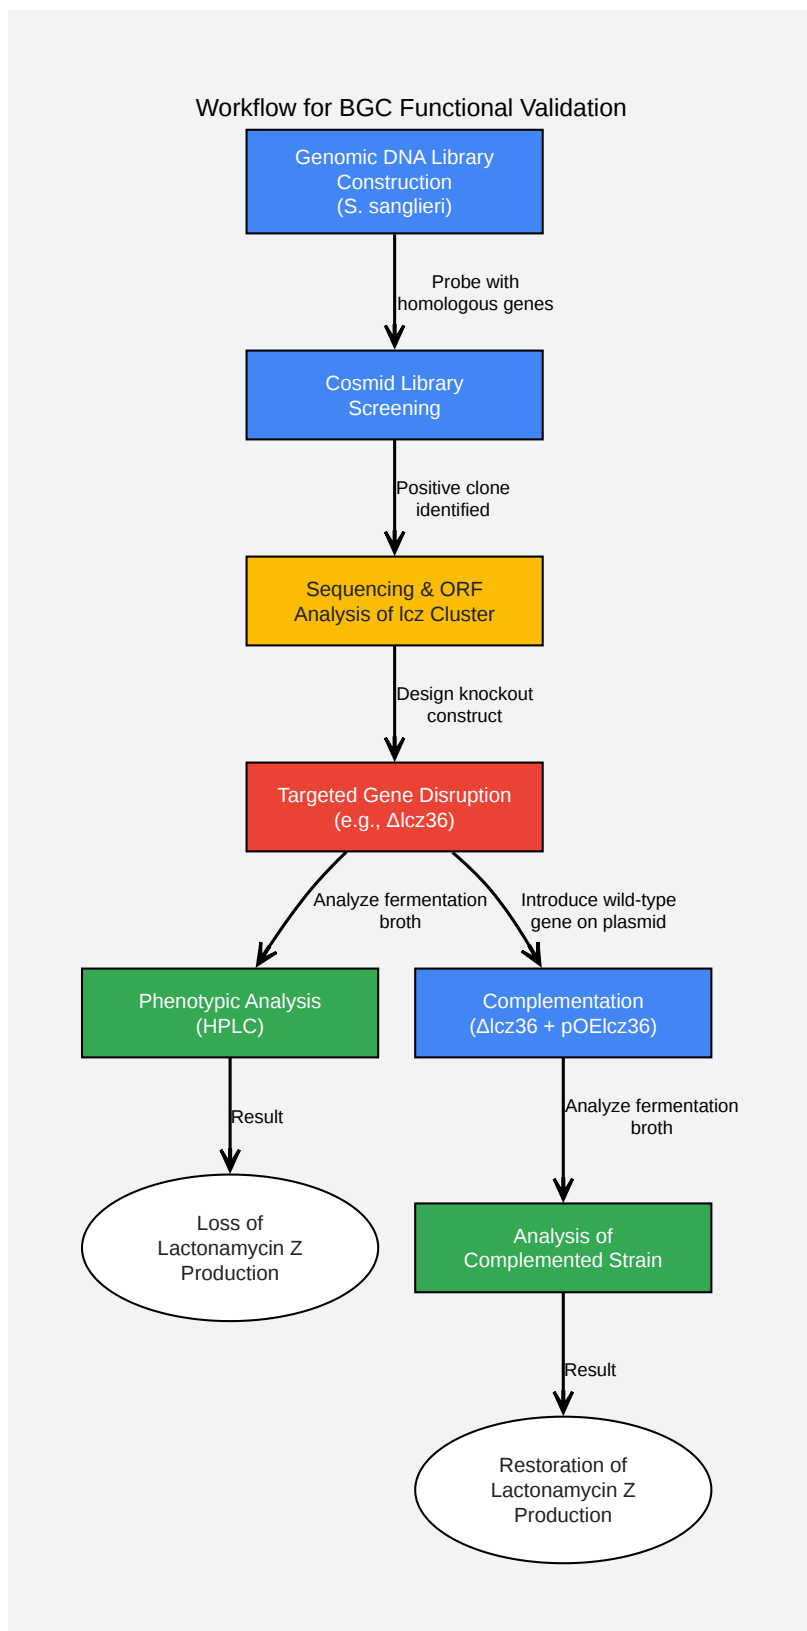 Workflow for BGC Functional Validation
Genomic DNA Library
Construction
(S. sanglieri)
Probe with
homologous genes
Cosmid Library
Screening
Positive clone
identified
Sequencing & ORF
Analysis of lcz Cluster
Design knockout
construct
Targeted Gene Disruption
(e.g., Δlcz36)
Analyze fermentation
broth
Introduce wild-type
gene on plasmid
Phenotypic Analysis
(HPLC)
Complementation
(Δlcz36 + pOElcz36)
Result
Analyze fermentation
broth
Loss of
Lactonamycin Z
Production
Analysis of
Complemented Strain
Result
Restoration of
Lactonamycin Z
Production